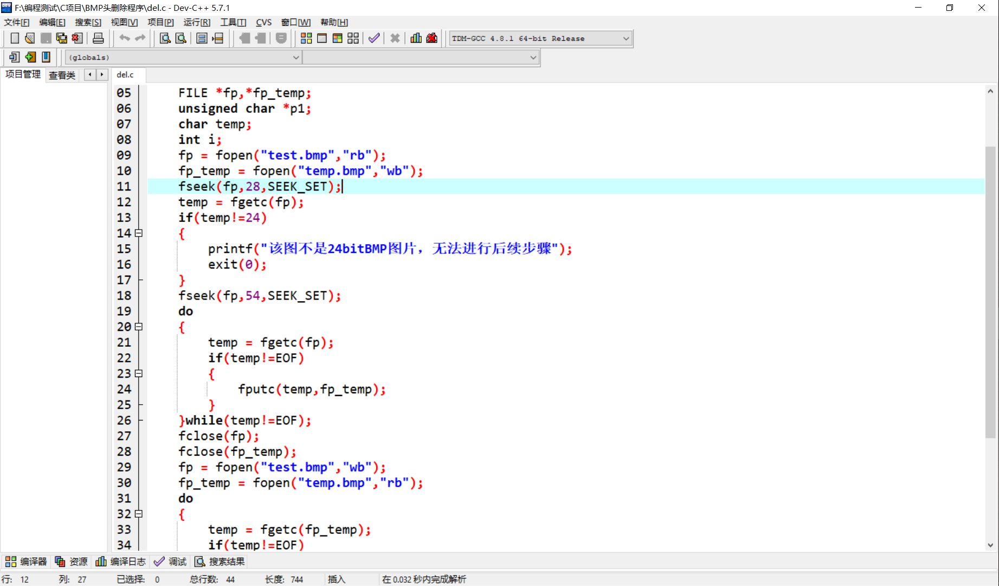 F:\编程测试\C项目\BMP头删除程序\del.c - Dev-C++ 5.7.1
文件[F] 编辑[E] 搜索[S] 视图[V] 项目[P] 运行[R] 工具[T] CVS 窗口[W] 帮助[H]
TDM-GCC 4.8.1 64-bit Release
(globals)
项目管理 查看类 del.c
05 FILE *fp,*fp_temp;
06 unsigned char *p1;
07 char temp;
08 int i;
09 fp = fopen("test.bmp","rb");
10 fp_temp = fopen("temp.bmp","wb");
11 fseek(fp,28,SEEK_SET);
12 temp = fgetc(fp);
13 if(temp!=24)
14 {
15 printf("该图不是24bitBMP图片，无法进行后续步骤");
16 exit(0);
17 }
18 fseek(fp,54,SEEK_SET);
19 do
20 {
21 temp = fgetc(fp);
22 if(temp!=EOF)
23 {
24 fputc(temp,fp_temp);
25 }
26 }while(temp!=EOF);
27 fclose(fp);
28 fclose(fp_temp);
29 fp = fopen("test.bmp","wb");
30 fp_temp = fopen("temp.bmp","rb");
31 do
32 {
33 temp = fgetc(fp_temp);
34 if(temp!=EOF)
编译器 资源 编译日志 调试 搜索结果
行: 12 列: 27 已选择: 0 总行数: 44 长度: 744 插入 在 0.032 秒内完成解析